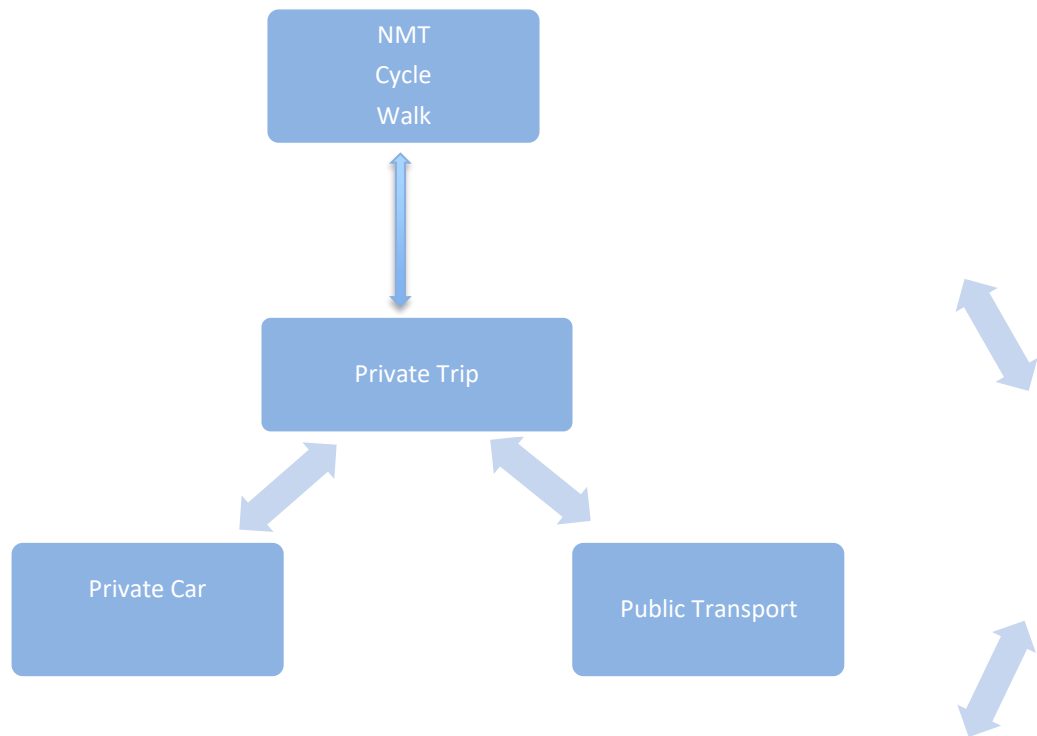 NMT
Cycle
Walk
Private Trip
Private Car
Public Transport